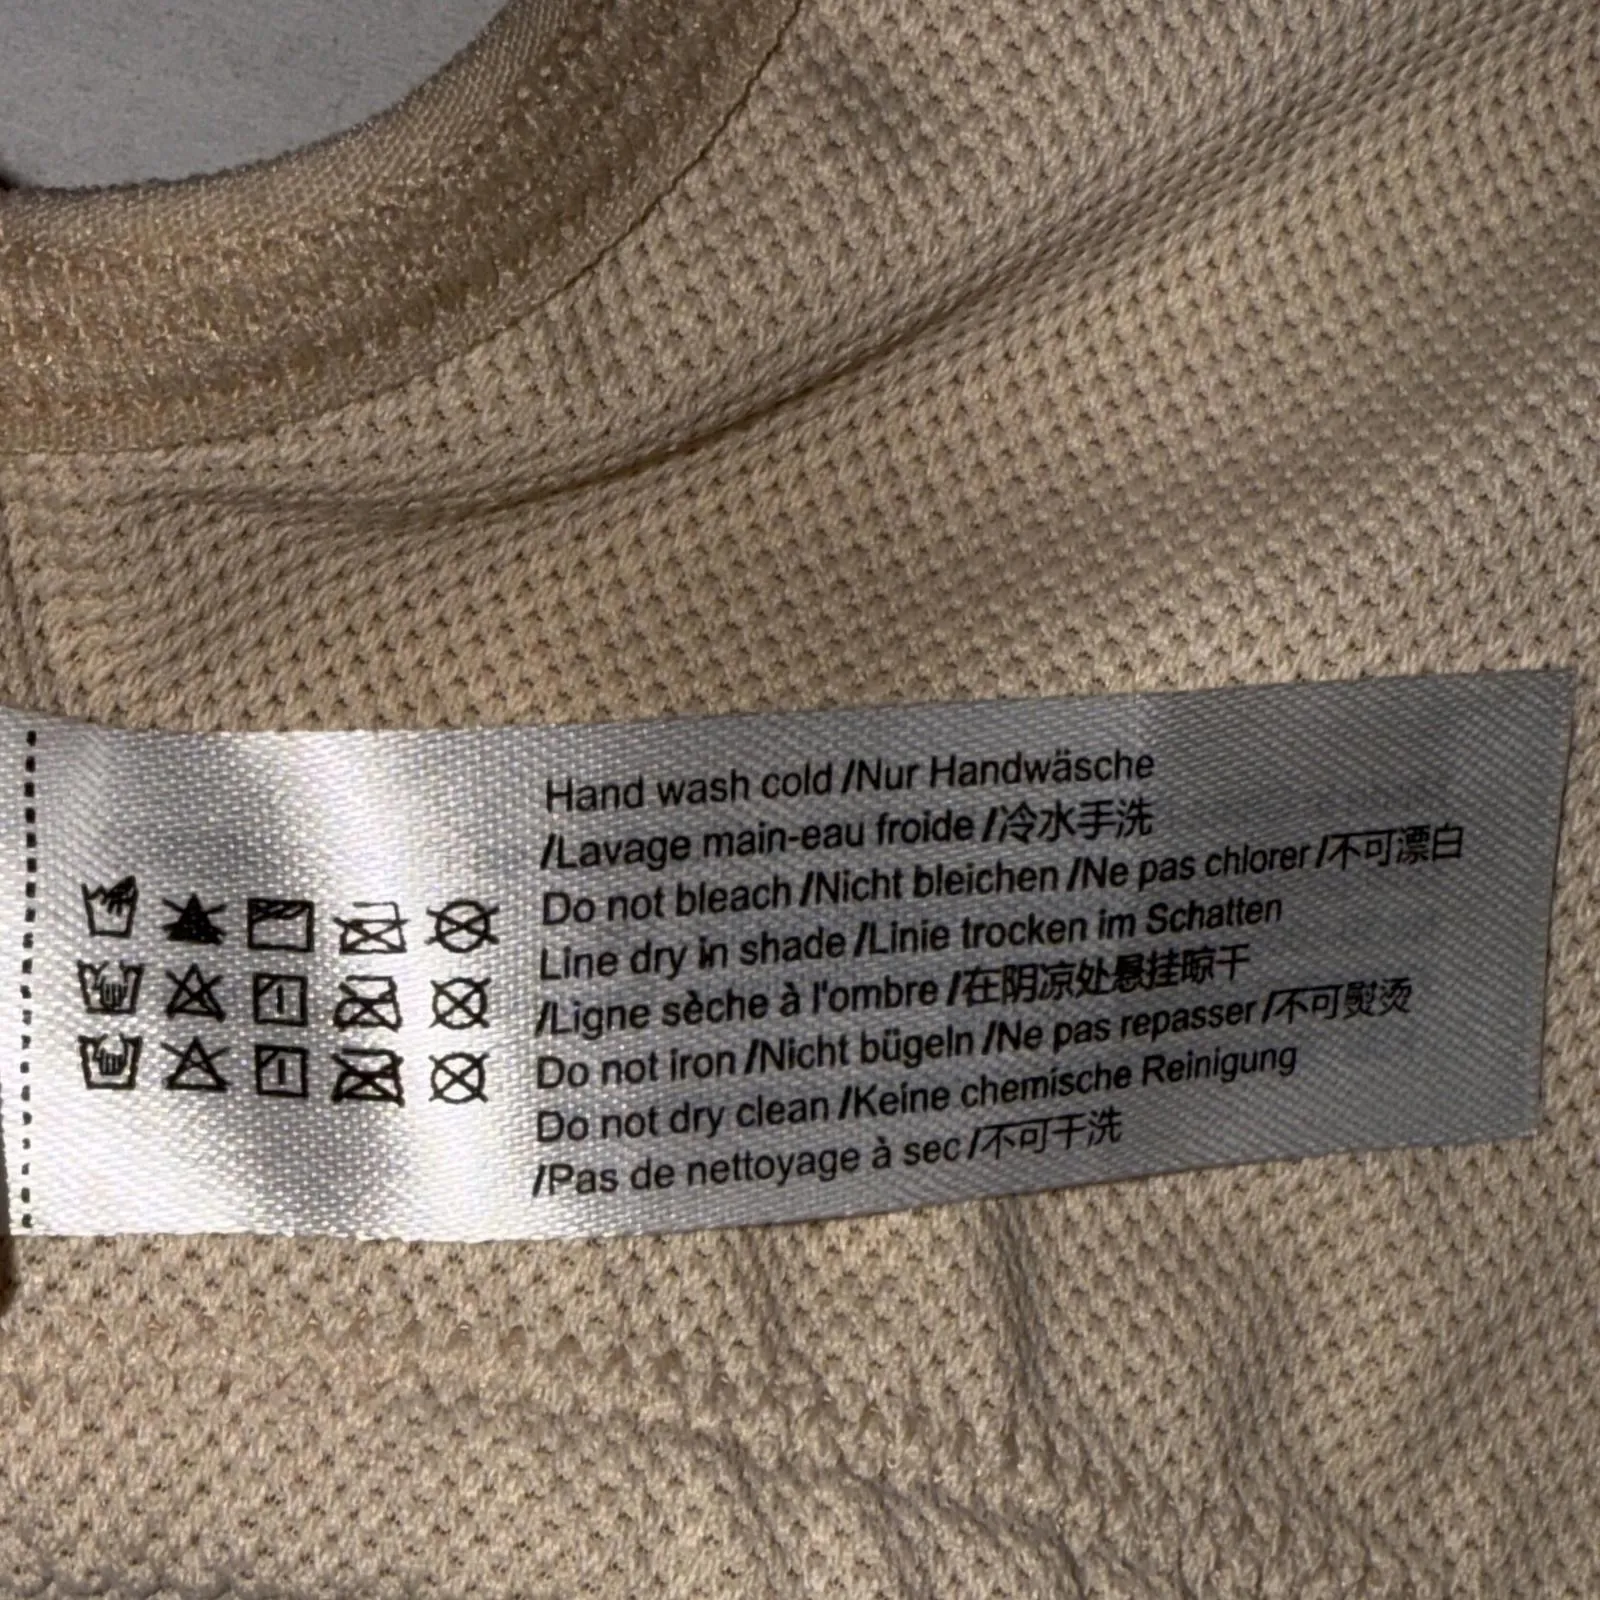 Hand wash cold /Nur Handwäsche
/Lavage main-eau froide /冷水手洗
Do not bleach /Nicht bleichen /Ne pas chlorer /不可漂白
Line dry in shade /Linie trocken im Schatten
/Ligne sèche à l'ombre /在阴凉处悬挂晾干
Do not iron /Nicht bügeln /Ne pas repasser /不可熨烫
Do not dry clean /Keine chemische Reinigung
/Pas de nettoyage à sec /不可干洗